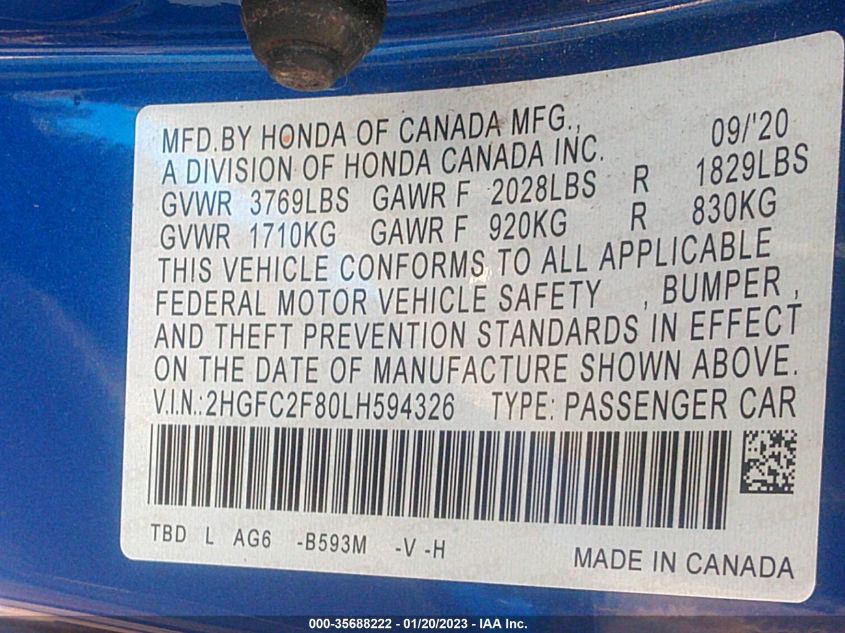 MFD.BY HONDA OF CANADA MFG., 09/'20
A DIVISION OF HONDA CANADA INC.
GVWR 3769LBS GAWR F 2028LBS R 1829LBS
GVWR 1710KG GAWR F 920KG R 830KG
THIS VEHICLE CONFORMS TO ALL APPLICABLE
FEDERAL MOTOR VEHICLE SAFETY , BUMPER ,
AND THEFT PREVENTION STANDARDS IN EFFECT
ON THE DATE OF MANUFACTURE SHOWN ABOVE.
V.I.N.:2HGFC2F80LH594326 TYPE: PASSENGER CAR
TBD L AG6 -B593M -V -H
MADE IN CANADA
000-35688222 - 01/20/2023 - IAA Inc.